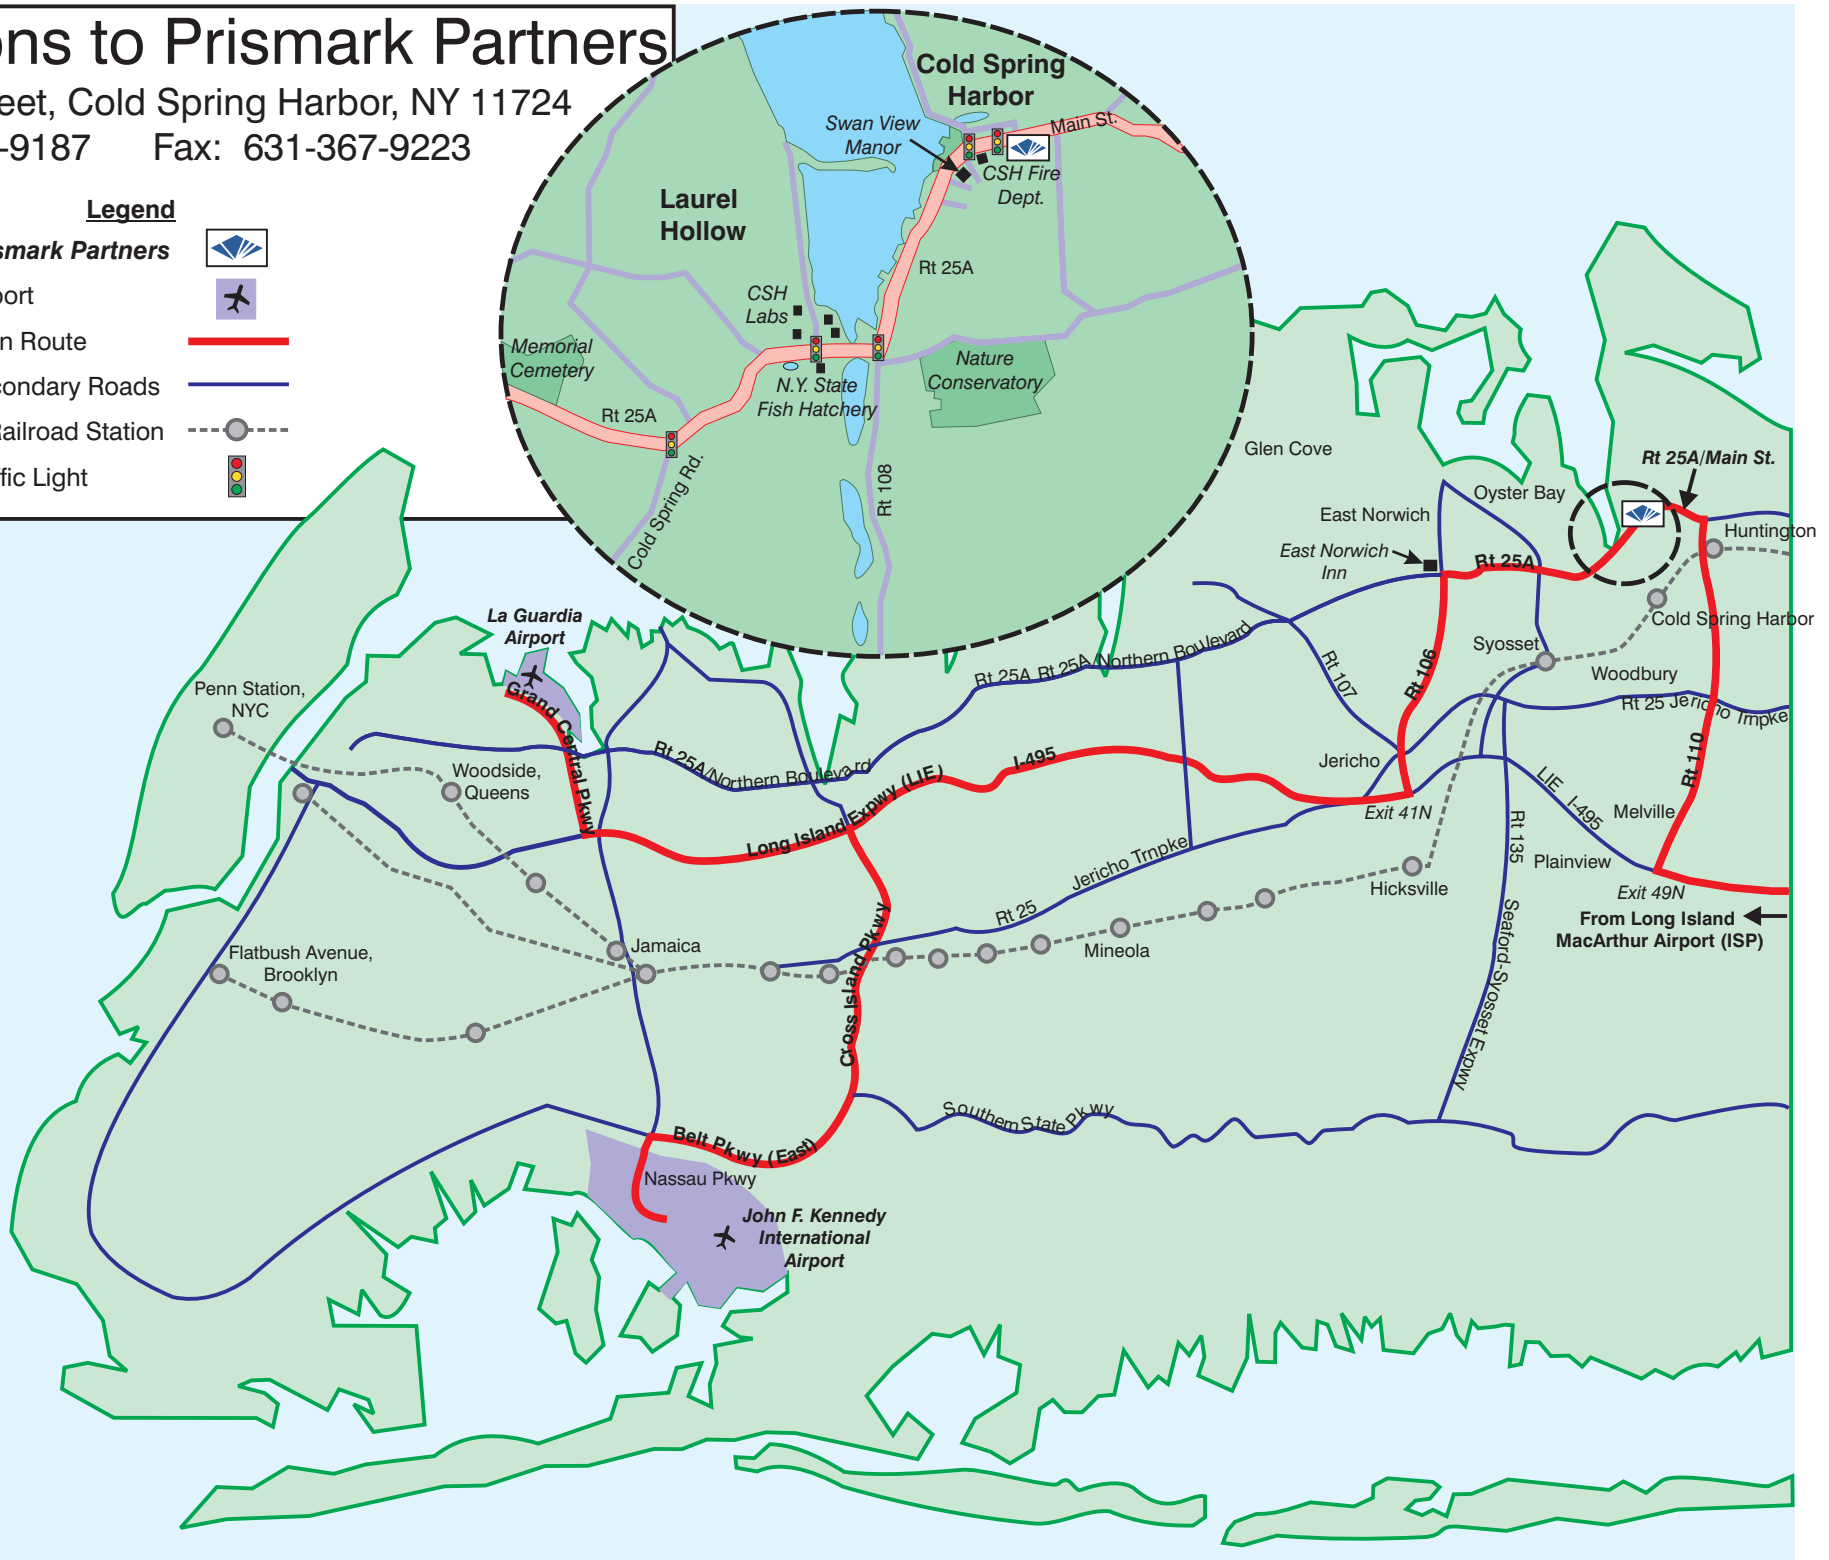 ons to Prismark Partners
eet, Cold Spring Harbor, NY 11724
-9187 Fax: 631-367-9223
Legend
smark Partners
port
n Route
condary Roads
Railroad Station
ffic Light
Cold Spring
Harbor
Main St.
Swan View
Manor
CSH Fire
Dept.
Laurel
Hollow
Rt 25A
CSH
Labs
Memorial
Cemetery
Nature
Conservatory
N.Y. State
Fish Hatchery
Rt 25A
Cold Spring Rd.
Rt 108
Glen Cove
Rt 25A/Main St.
Oyster Bay
East Norwich
Huntington
East Norwich
Inn
Rt 25A
Cold Spring Harbor
La Guardia
Airport
Syosset
Woodbury
Rt 25A Rt 25A/Northern Boulevard
Rt 107
Rt 106
Rt 25 Jericho Trnpke
Penn Station,
NYC
Grand Central Pkwy
Rt 25A/Northern Boulevard
Woodside,
Queens
Long Island Expwy (LIE)
I-495
Jericho
Exit 41N
Rt 110
LIE I-495
Melville
Rt 135
Plainview
Exit 49N
Jericho Trnpke
Rt 25
Hicksville
From Long Island
MacArthur Airport (ISP)
Seaford-Syosset Expwy
Mineola
Jamaica
Flatbush Avenue,
Brooklyn
Cross Island Pkwy
Southern State Pkwy
Belt Pkwy (East)
Nassau Pkwy
John F. Kennedy
International
Airport